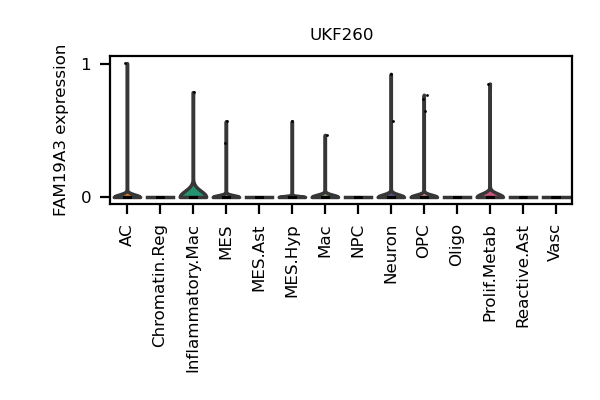 UKF260
FAM19A3 expression
1
0
AC
Chromatin.Reg
Inflammatory.Mac
MES
MES.Ast
MES.Hyp
Mac
NPC
Neuron
OPC
Oligo
Prolif.Metab
Reactive.Ast
Vasc